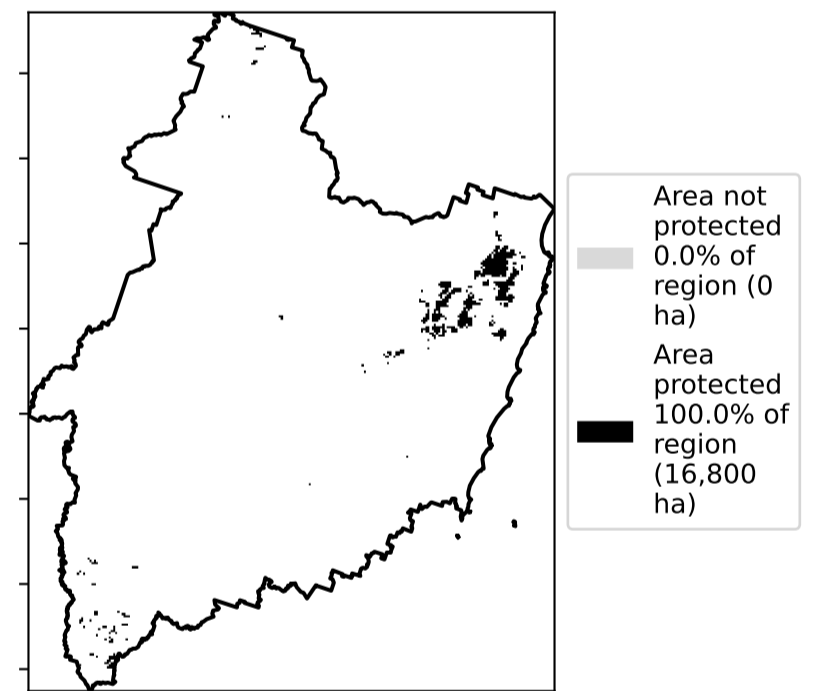 Area not
protected
0.0% of
region (0
ha)
Area
protected
100.0% of
region
(16,800
ha)